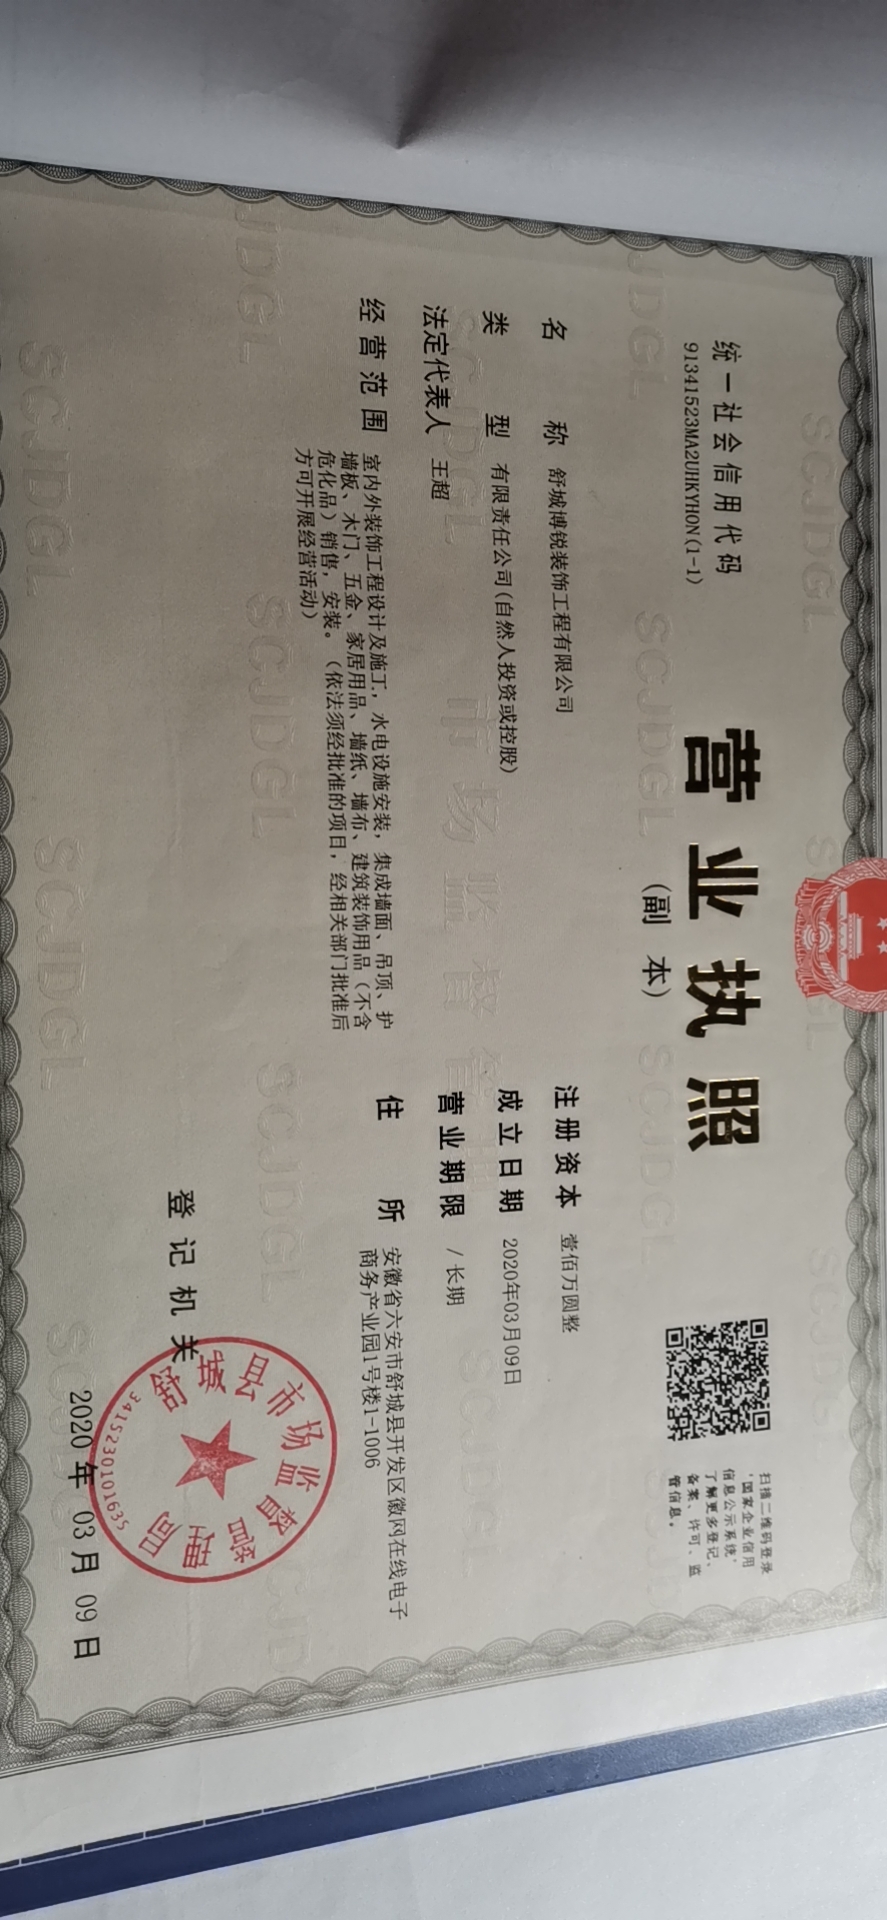 统一社会信用代码
91341523MA2UHKYH0N(1-1)
营业执照
(副 本)
扫描二维码登录
‘国家企业信用
信息公示系统’
了解更多登记、
备案、许可、监
管信息。
名 称 舒城博锐装饰工程有限公司
类 型 有限责任公司(自然人投资或控股)
法定代表人 王超
经营范围 室内外装饰工程设计及施工，水电设施安装，集成墙面、吊顶、护
墙板、木门、五金、家居用品、墙纸、墙布、建筑装饰用品（不含
危化品）销售，安装。（依法须经批准的项目，经相关部门批准后
方可开展经营活动）
注册资本 壹佰万圆整
成立日期 2020年03月09日
营业期限 / 长期
住 所 安徽省六安市舒城县开发区徽网在线电子
商务产业园1号楼1-1006
登记机关
舒城县市场监督管理局
3415230101635
2020 年 03 月 09 日
SCJDGL
市场监督管